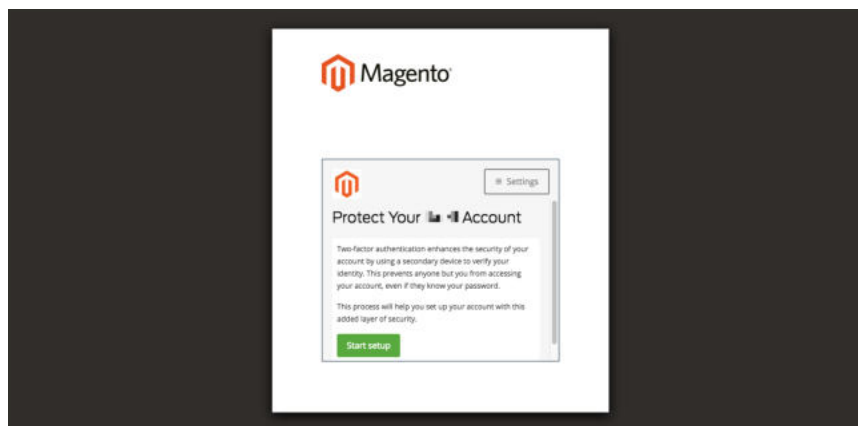 Magento
Settings
Protect Your Account
Two-factor authentication enhances the security of your
account by using a secondary device to verify your
identity. This prevents anyone but you from accessing
your account, even if they know your password.
This process will help you set up your account with this
added layer of security.
Start setup